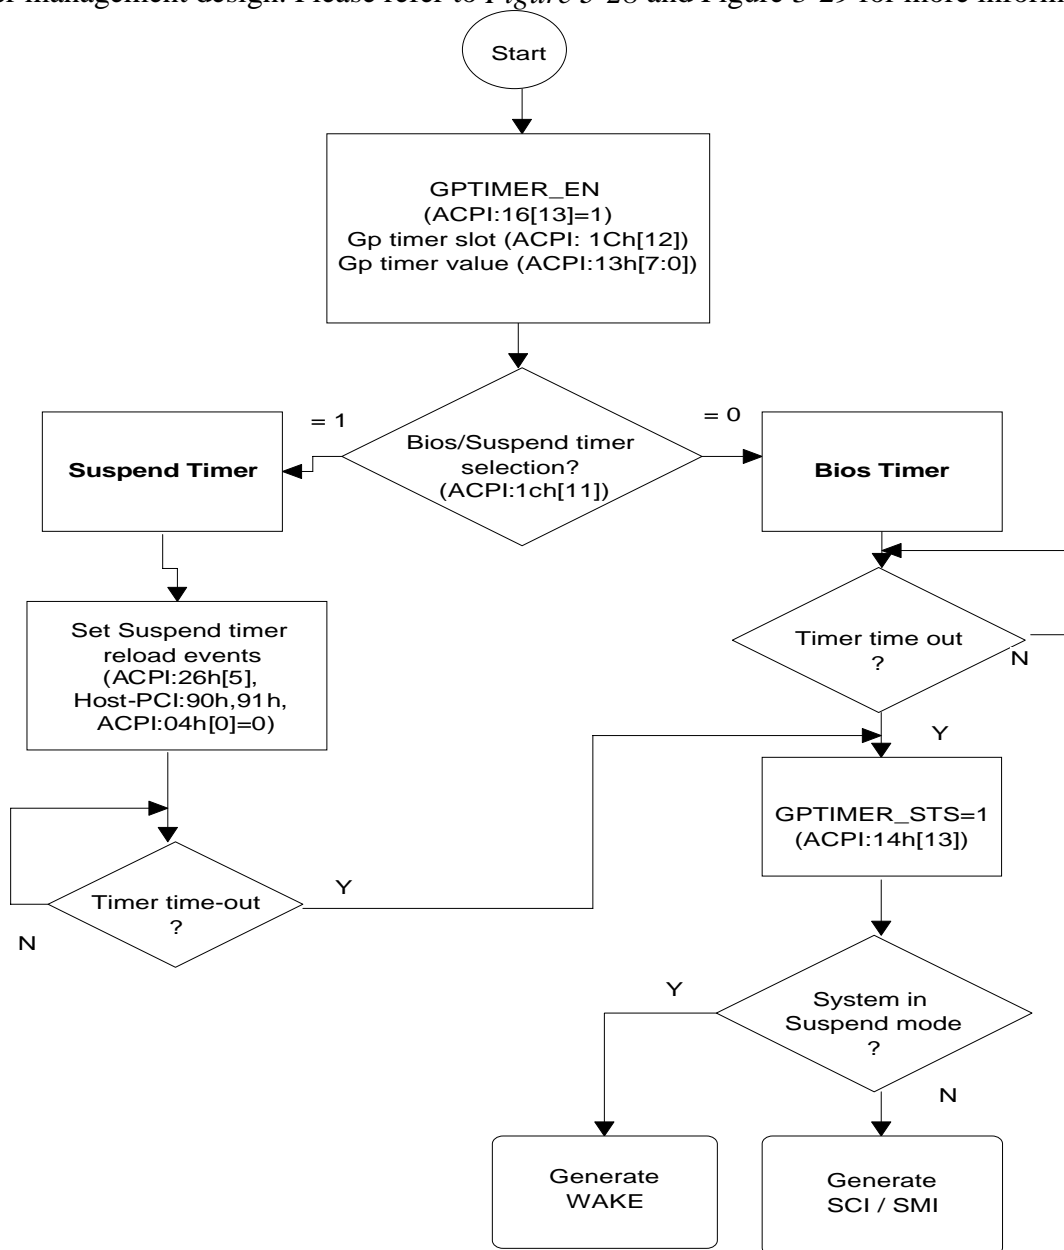 er management design. Please refer to Figure 3-28 and Figure 3-29 for more inform
Start
GPTIMER_EN
(ACPI:16[13]=1)
Gp timer slot (ACPI: 1Ch[12])
Gp timer value (ACPI:13h[7:0])
= 1
= 0
Bios/Suspend timer
selection?
(ACPI:1ch[11])
Suspend Timer
Bios Timer
Set Suspend timer
reload events
(ACPI:26h[5],
Host-PCI:90h,91h,
ACPI:04h[0]=0)
Timer time out
?
N
Y
GPTIMER_STS=1
(ACPI:14h[13])
Timer time-out
?
Y
N
System in
Suspend mode
?
Y
N
Generate
WAKE
Generate
SCI / SMI